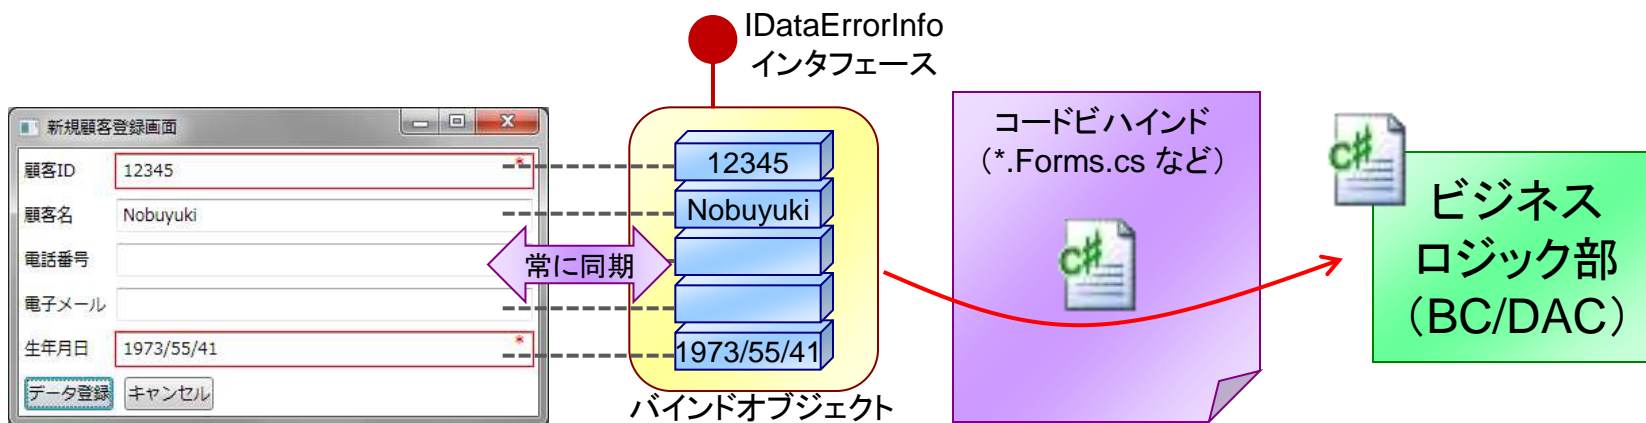 IDataErrorInfo
インタフェース
新規顧客登録画面
顧客ID
12345
*
顧客名
Nobuyuki
電話番号
電子メール
生年月日
1973/55/41
*
データ登録
キャンセル
常に同期
12345
Nobuyuki
1973/55/41
バインドオブジェクト
コードビハインド
(*.Forms.cs など)
C#
C#
ビジネス
ロジック部
(BC/DAC)